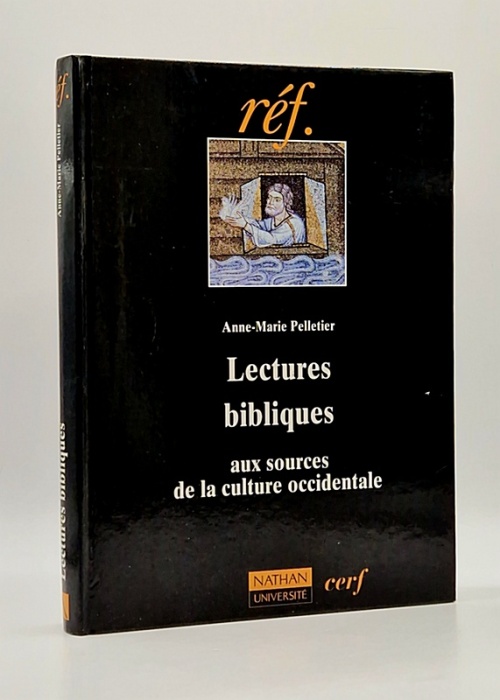 réf.
Anne-Marie Pelletier
Lectures bibliques
réf.
Anne-Marie Pelletier
Lectures
bibliques
aux sources
de la culture occidentale
NATHAN
UNIVERSITÉ
cerf